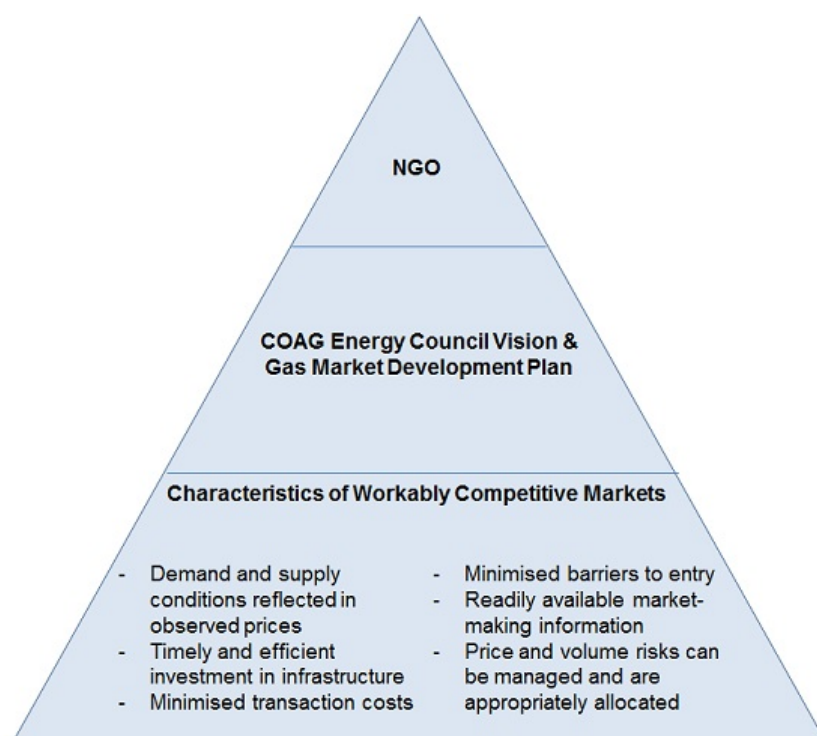 NGO
COAG Energy Council Vision &
Gas Market Development Plan
Characteristics of Workably Competitive Markets
- Demand and supply
conditions reflected in
observed prices
- Timely and efficient
investment in infrastructure
- Minimised transaction costs
- Minimised barriers to entry
- Readily available market-
making information
- Price and volume risks can
be managed and are
appropriately allocated